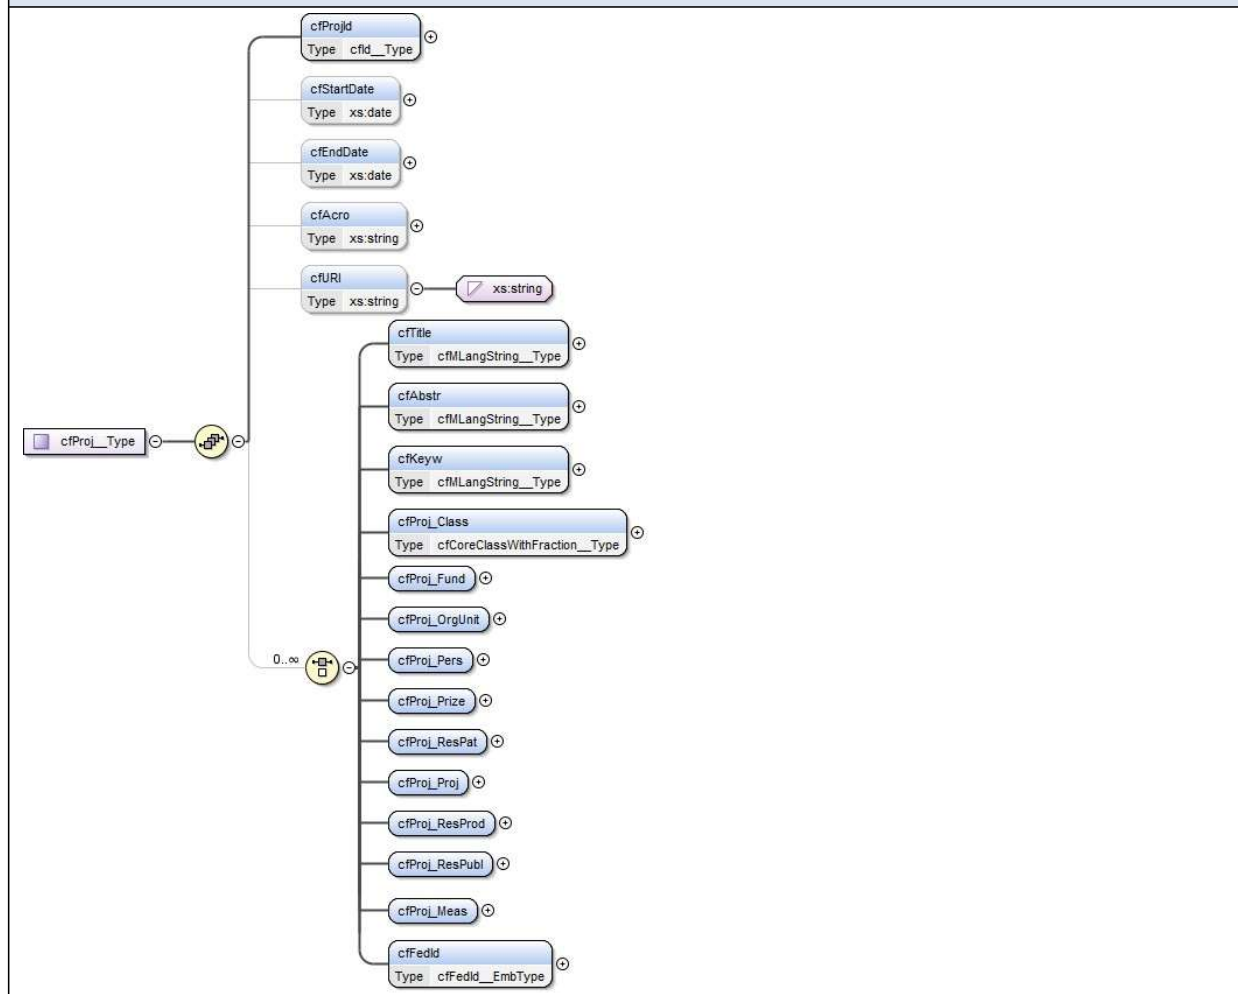 cfProjId
Type cfId__Type
cfStartDate
Type xs:date
cfEndDate
Type xs:date
cfAcro
Type xs:string
cfURI
Type xs:string
xs:string
cfTitle
Type cfMLangString__Type
cfAbstr
Type cfMLangString__Type
cfProj__Type
cfKeyw
Type cfMLangString__Type
cfProj_Class
Type cfCoreClassWithFraction__Type
cfProj_Fund
cfProj_OrgUnit
0..∞
cfProj_Pers
cfProj_Prize
cfProj_ResPat
cfProj_Proj
cfProj_ResProd
cfProj_ResPubl
cfProj_Meas
cfFedId
Type cfFedId__EmbType